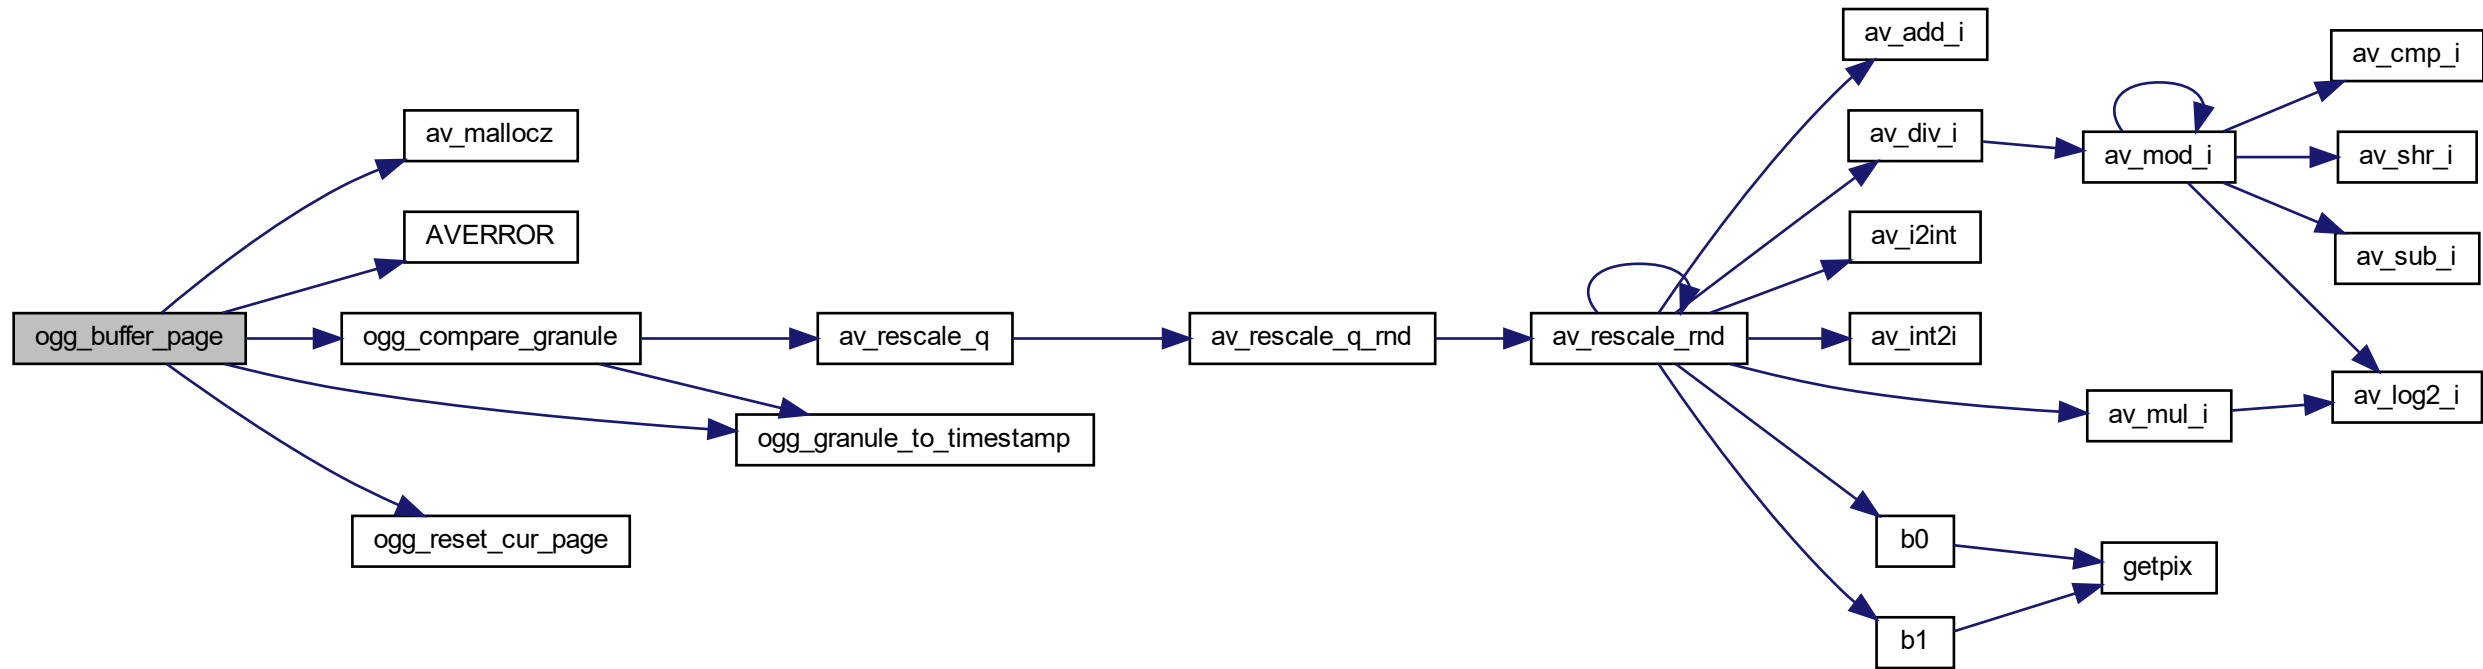 av_add_i
av_cmp_i
av_mallocz
av_div_i
av_mod_i
av_shr_i
AVERROR
av_i2int
av_sub_i
ogg_buffer_page
ogg_compare_granule
av_rescale_q
av_rescale_q_rnd
av_rescale_rnd
av_int2i
av_mul_i
av_log2_i
ogg_granule_to_timestamp
ogg_reset_cur_page
b0
getpix
b1